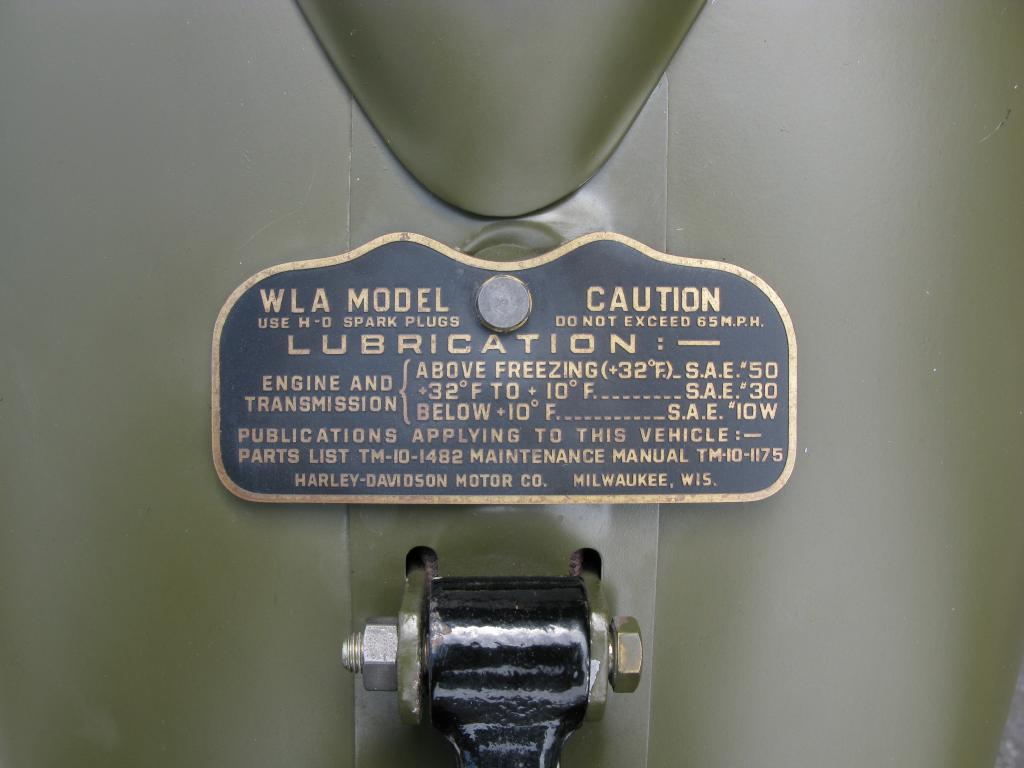 WLA MODEL CAUTION
USE H-D SPARK PLUGS DO NOT EXCEED 65 M.P.H.
LUBRICATION:—
ENGINE AND TRANSMISSION { ABOVE FREEZING (+32°F.)_ S.A.E. #50
+32°F TO + 10° F......... S.A.E. #30
BELOW +10° F............ S.A.E. #10W
PUBLICATIONS APPLYING TO THIS VEHICLE:—
PARTS LIST TM-10-1482 MAINTENANCE MANUAL TM-10-1175
HARLEY-DAVIDSON MOTOR CO. MILWAUKEE, WIS.